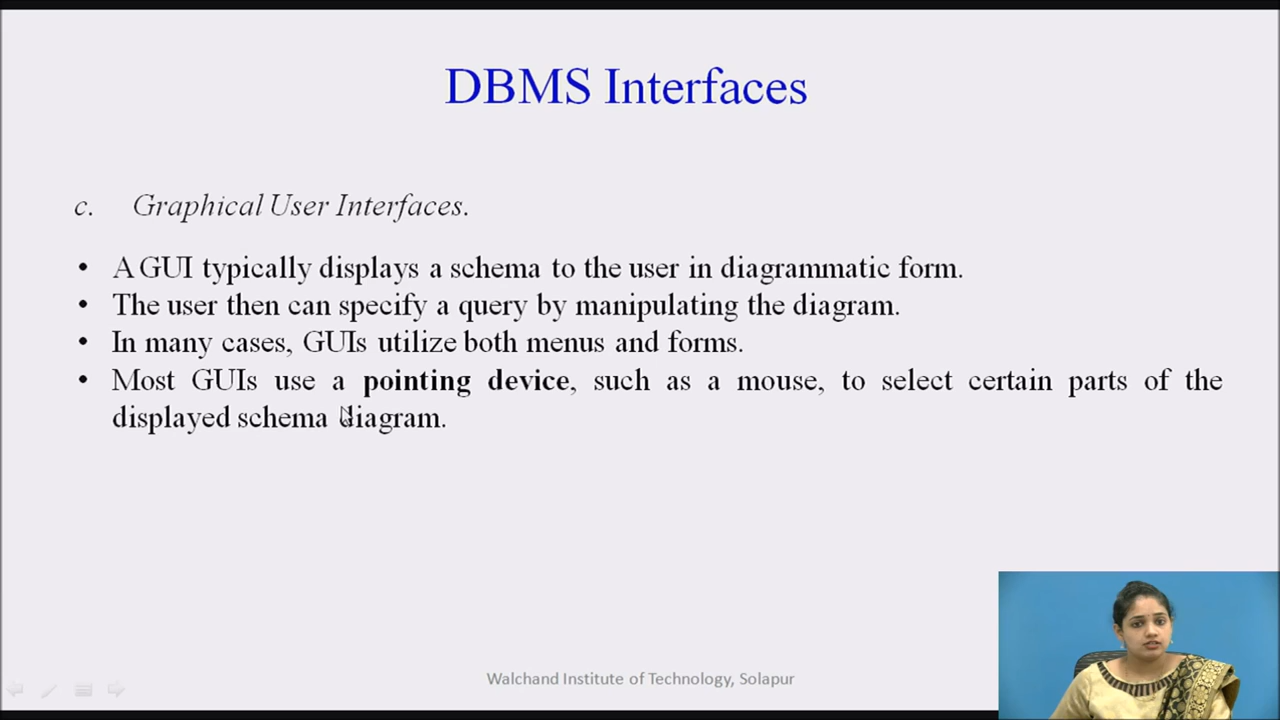 DBMS Interfaces
c. Graphical User Interfaces.
• A GUI typically displays a schema to the user in diagrammatic form.
• The user then can specify a query by manipulating the diagram.
• In many cases, GUIs utilize both menus and forms.
• Most GUIs use a pointing device, such as a mouse, to select certain parts of the
displayed schema diagram.
Walchand Institute of Technology, Solapur